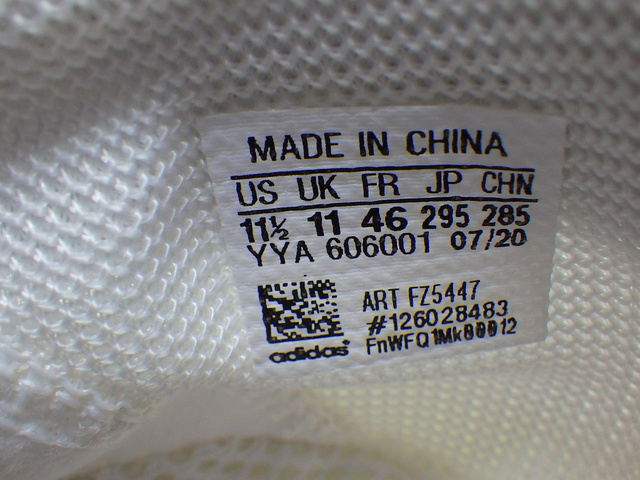 MADE IN CHINA
US UK FR JP CHN
11½ 11 46 295 285
YYA 606001 07/20
ART FZ5447
#126028483
FnWFQ1Mk00012
adidas